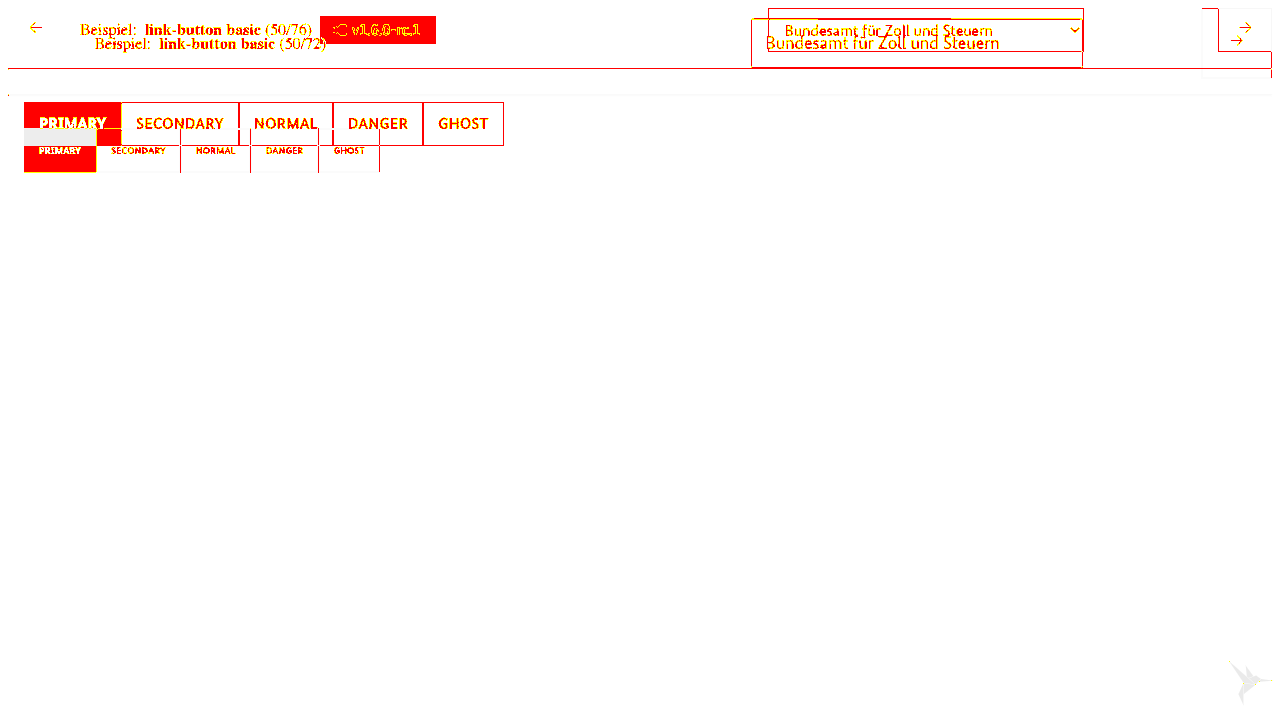 Beispiel: link-button basic (50/76) v1.6.0-rc.1 Bundesamt für Zoll und Steuern
Beispiel: link-button basic (50/72) Bundesamt für Zoll und Steuern
PRIMARY SECONDARY NORMAL DANGER GHOST
PRIMARY SECONDARY NORMAL DANGER GHOST